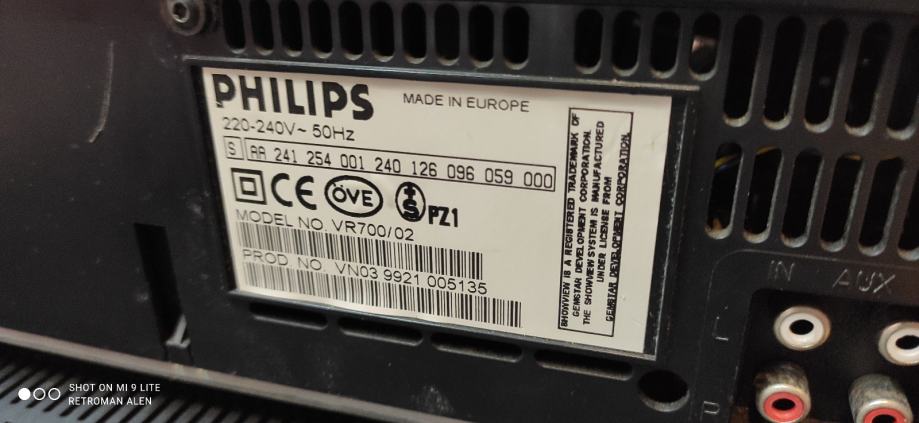 PHILIPS
MADE IN EUROPE
220-240V~ 50Hz
S AA 241 254 001 240 126 096 059 000
CE ÖVE S PZ1
MODEL NO. VR700/02
PROD. NO. VN03 9921 005135
SHOWVIEW IS A REGISTERED TRADEMARK OF
GEMSTAR DEVELOPMENT CORPORATION.
THE SHOWVIEW SYSTEM IS MANUFACTURED
UNDER LICENSE FROM
GEMSTAR DEVELOPMENT CORPORATION.
IN AUX
L
R
SHOT ON MI 9 LITE
RETROMAN ALEN